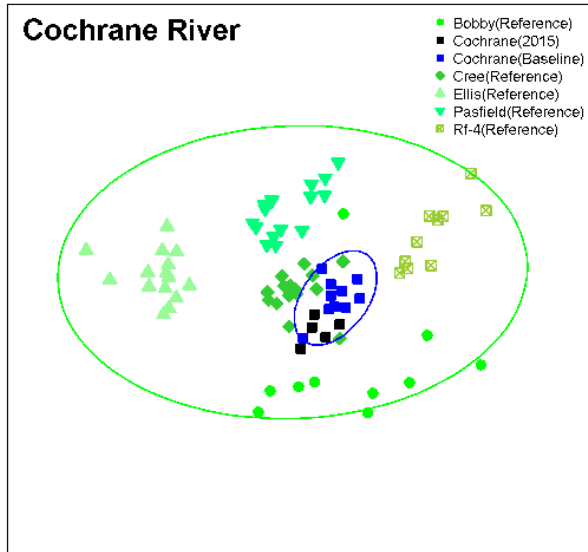 Cochrane River
Bobby(Reference)
Cochrane(2015)
Cochrane(Baseline)
Cree(Reference)
Ellis(Reference)
Pasfield(Reference)
Rf-4(Reference)